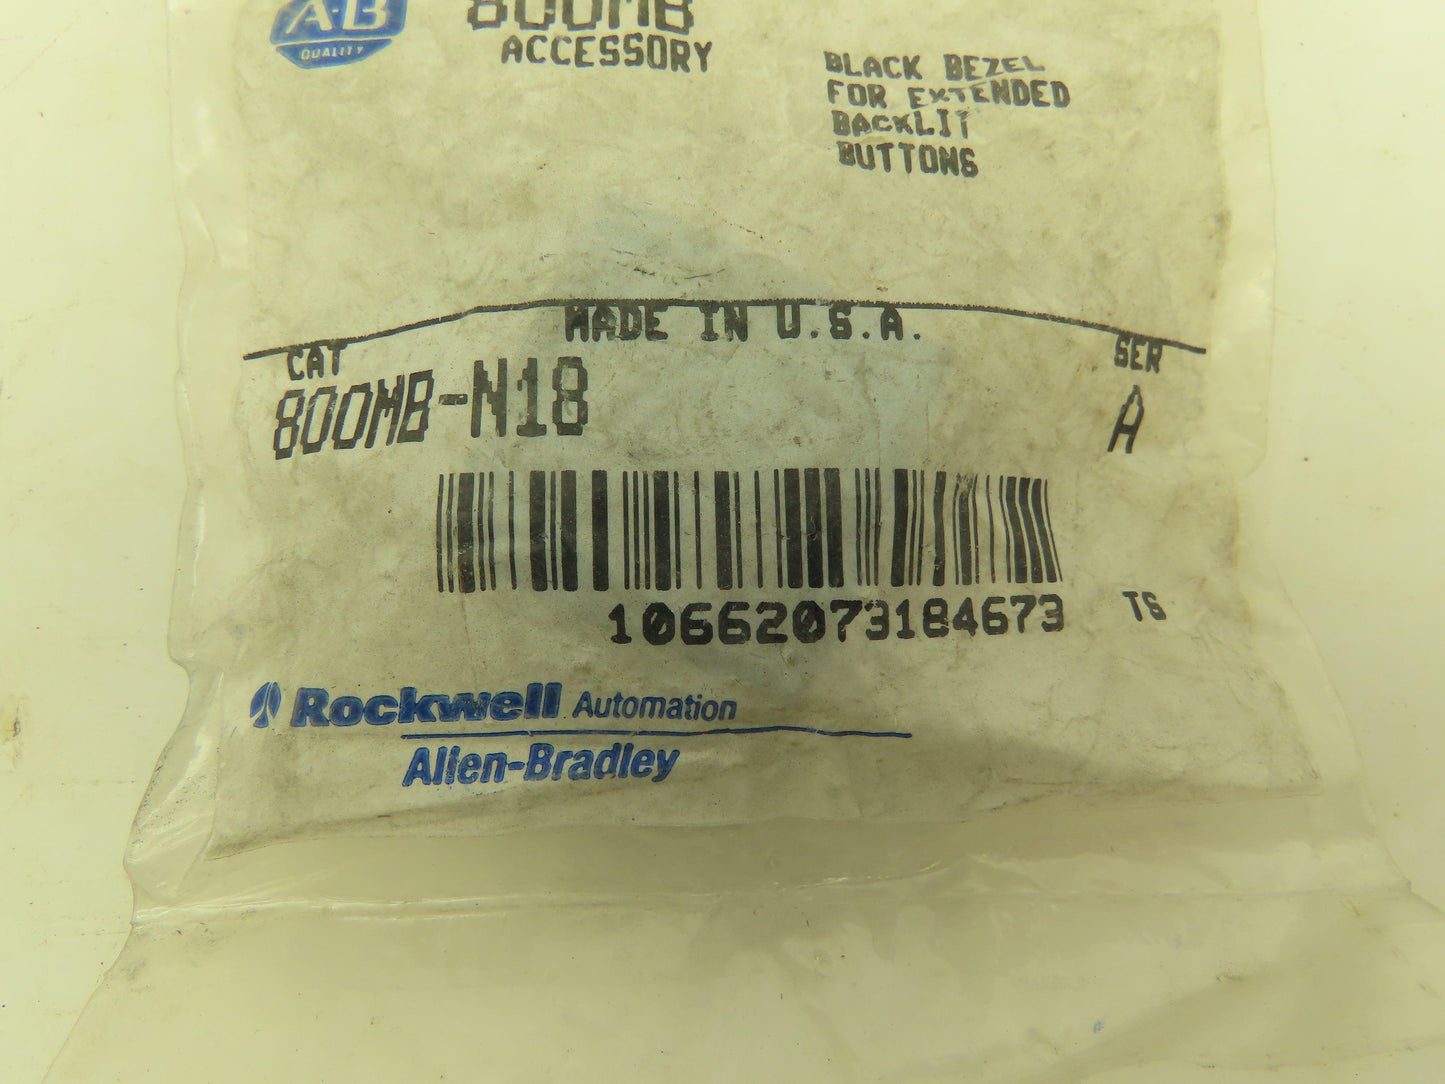 A-B
QUALITY
800MB
ACCESSORY
BLACK BEZEL
FOR EXTENDED
BACKLIT
BUTTONS
MADE IN U.S.A.
CAT
SER
800MB-N18
A
10662073184673
TS
Rockwell Automation
Allen-Bradley